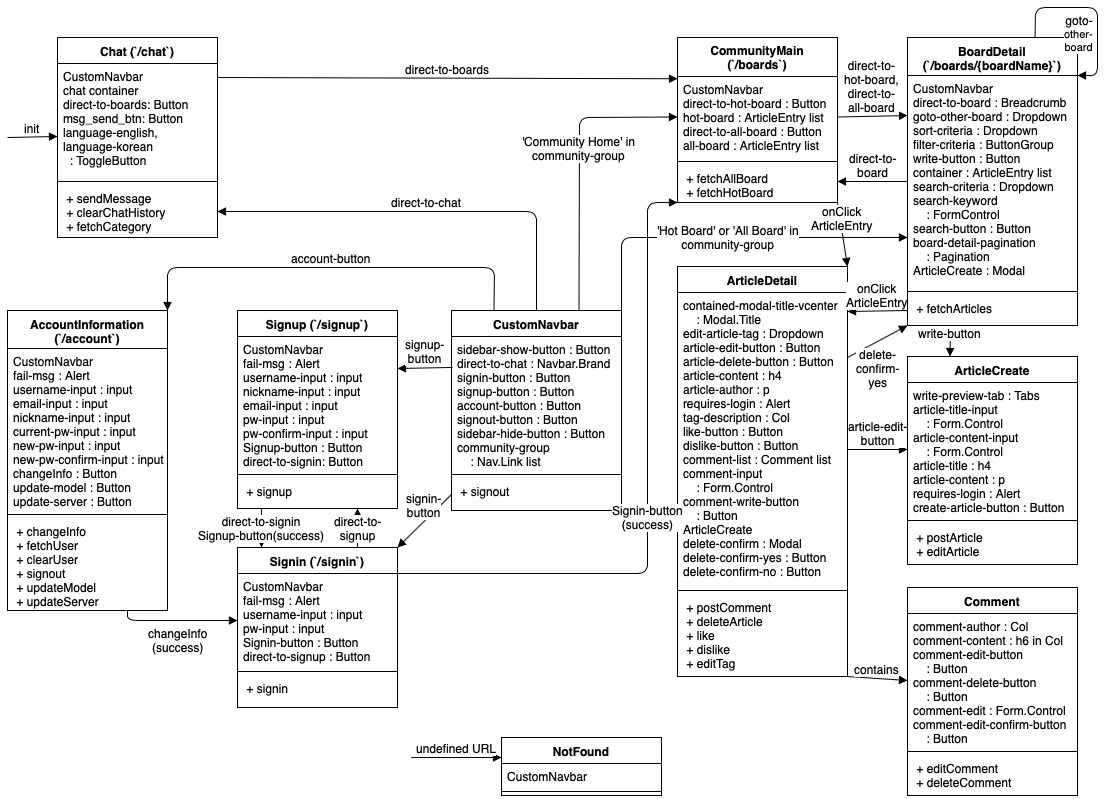 init
Chat (`/chat`)
CustomNavbar
chat container
direct-to-boards: Button
msg_send_btn: Button
language-english,
language-korean
: ToggleButton
+ sendMessage
+ clearChatHistory
+ fetchCategory
direct-to-boards
'Community Home' in
community-group
direct-to-chat
account-button
CommunityMain
(`/boards`)
CustomNavbar
direct-to-hot-board : Button
hot-board : ArticleEntry list
direct-to-all-board : Button
all-board : ArticleEntry list
+ fetchAllBoard
+ fetchHotBoard
direct-to-
hot-board,
direct-to-
all-board
direct-to-
board
goto-
other-
board
BoardDetail
(`/boards/{boardName}`)
CustomNavbar
direct-to-board : Breadcrumb
goto-other-board : Dropdown
sort-criteria : Dropdown
filter-criteria : ButtonGroup
write-button : Button
container : ArticleEntry list
search-criteria : Dropdown
search-keyword
: FormControl
search-button : Button
board-detail-pagination
: Pagination
ArticleCreate : Modal
+ fetchArticles
onClick
ArticleEntry
'Hot Board' or 'All Board' in
community-group
onClick
ArticleEntry
write-button
delete-
confirm-
yes
article-edit-
button
AccountInformation
(`/account`)
CustomNavbar
fail-msg : Alert
username-input : input
email-input : input
nickname-input : input
current-pw-input : input
new-pw-input : input
new-pw-confirm-input : input
changeInfo : Button
update-model : Button
update-server : Button
+ changeInfo
+ fetchUser
+ clearUser
+ signout
+ updateModel
+ updateServer
changeInfo
(success)
Signup (`/signup`)
CustomNavbar
fail-msg : Alert
username-input : input
nickname-input : input
email-input : input
pw-input : input
pw-confirm-input : input
Signup-button : Button
direct-to-signin: Button
+ signup
direct-to-signin
Signup-button(success)
direct-to-
signup
signup-
button
signin-
button
CustomNavbar
sidebar-show-button : Button
direct-to-chat : Navbar.Brand
signin-button : Button
signup-button : Button
account-button : Button
signout-button : Button
sidebar-hide-button : Button
community-group
: Nav.Link list
+ signout
Signin-button
(success)
Signin (`/signin`)
CustomNavbar
fail-msg : Alert
username-input : input
pw-input : input
Signin-button : Button
direct-to-signup : Button
+ signin
ArticleDetail
contained-modal-title-vcenter
: Modal.Title
edit-article-tag : Dropdown
article-edit-button : Button
article-delete-button : Button
article-content : h4
article-author : p
requires-login : Alert
tag-description : Col
like-button : Button
dislike-button : Button
comment-list : Comment list
comment-input
: Form.Control
comment-write-button
: Button
ArticleCreate
delete-confirm : Modal
delete-confirm-yes : Button
delete-confirm-no : Button
+ postComment
+ deleteArticle
+ like
+ dislike
+ editTag
contains
ArticleCreate
write-preview-tab : Tabs
article-title-input
: Form.Control
article-content-input
: Form.Control
article-title : h4
article-content : p
requires-login : Alert
create-article-button : Button
+ postArticle
+ editArticle
Comment
comment-author : Col
comment-content : h6 in Col
comment-edit-button
: Button
comment-delete-button
: Button
comment-edit : Form.Control
comment-edit-confirm-button
: Button
+ editComment
+ deleteComment
undefined URL
NotFound
CustomNavbar